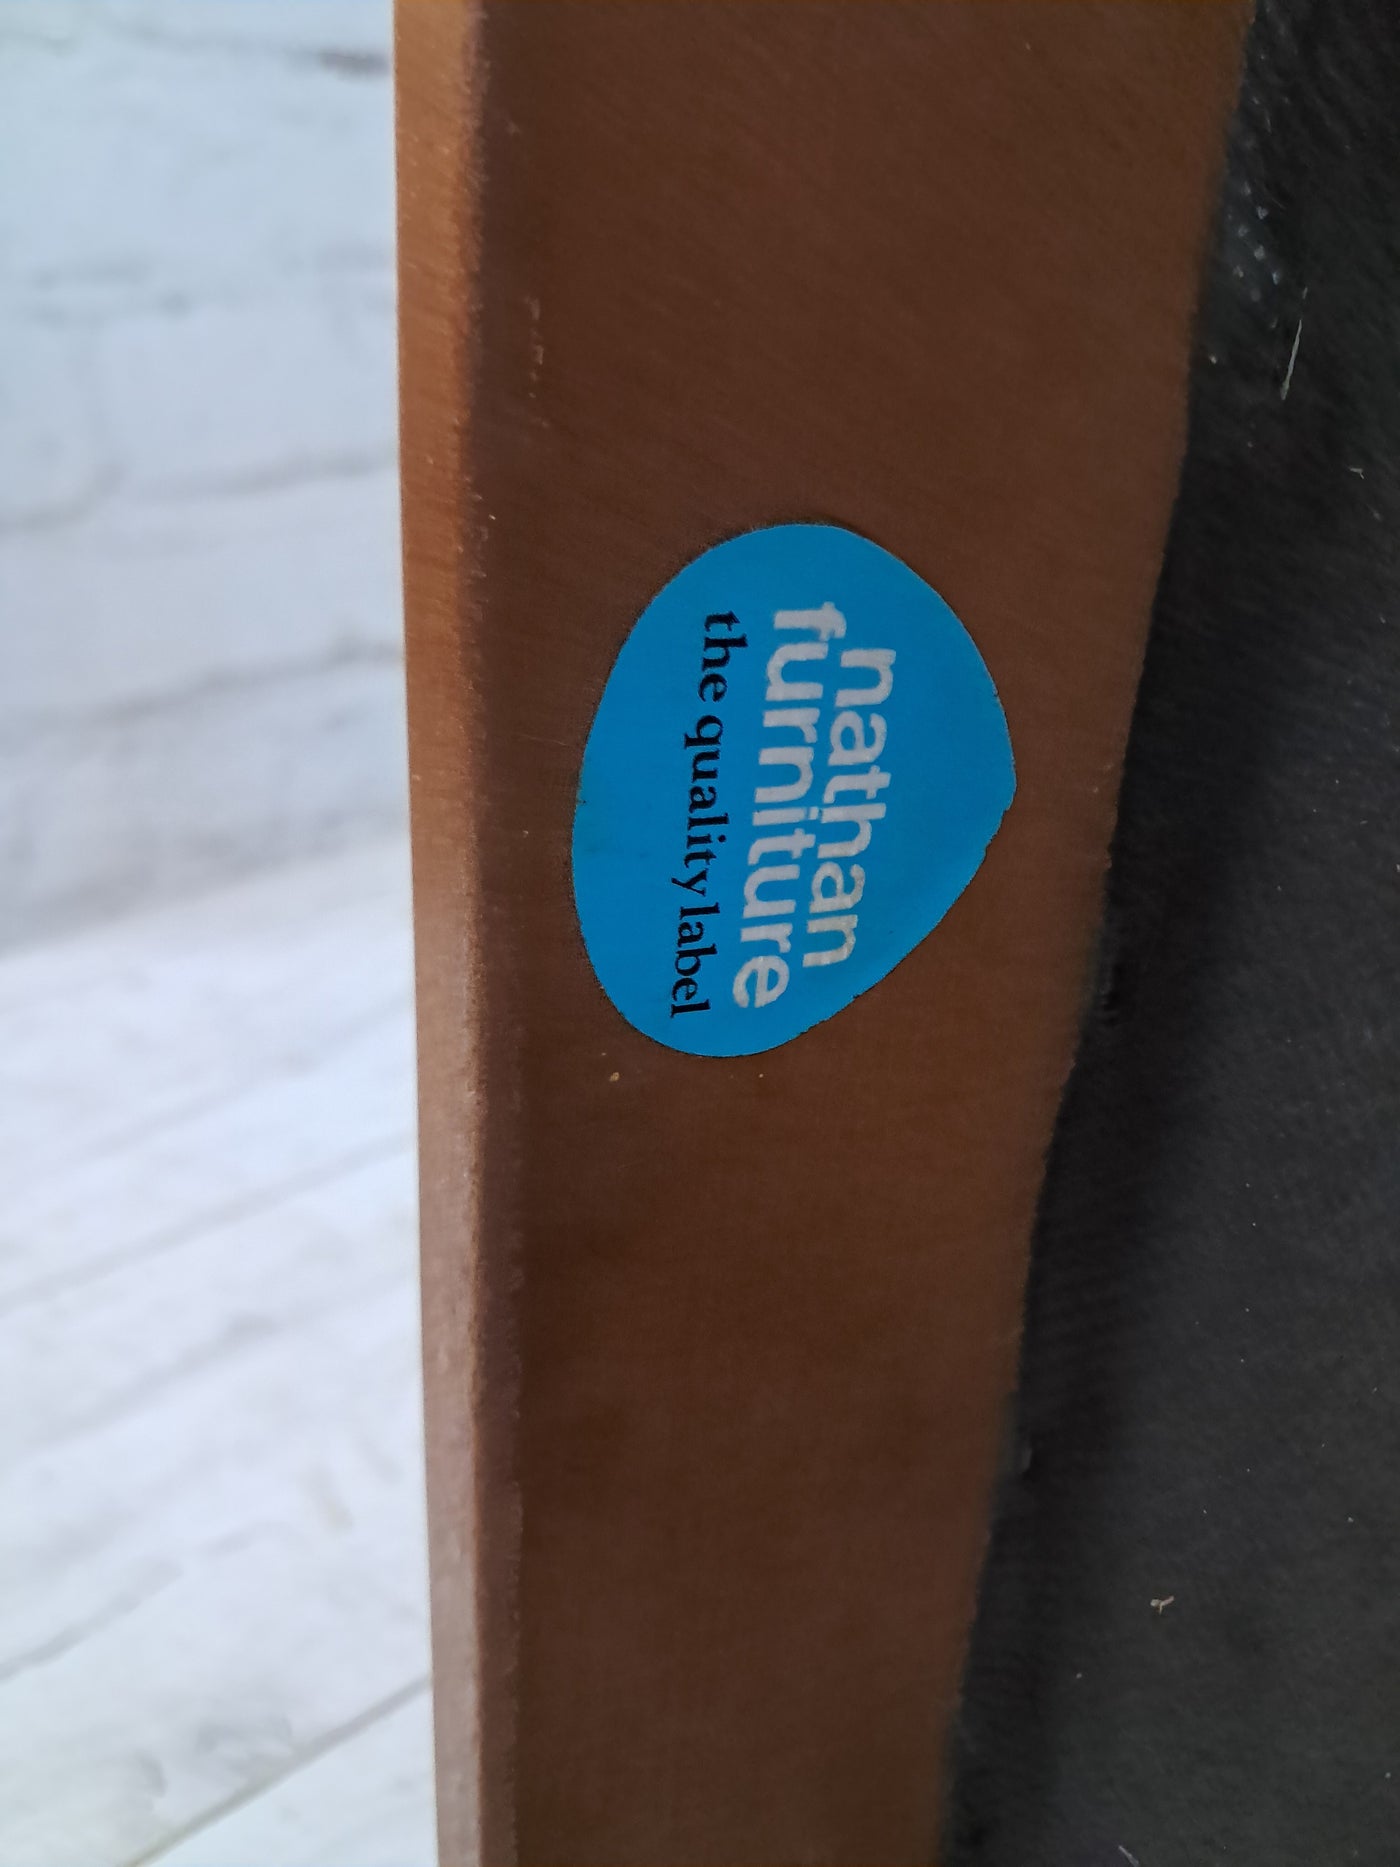 nathan
furniture
the quality label